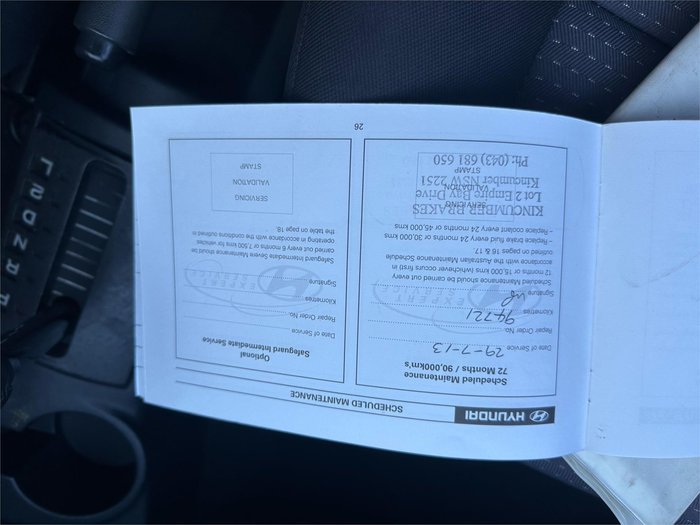 HYUNDAI
SCHEDULED MAINTENANCE
Scheduled Maintenance
72 Months / 90,000km's
Date of Service 29-7-13
Repair Order No.
Kilometres 94721
Signature
Scheduled Maintenance should be carried out every
12 months or 15,000 kms (whichever occurs first) in
accordance with the Australian Maintenance Schedule
outlined on pages 16 & 17
- Replace brake fluid every 24 months or 30,000 kms
- Replace coolant every 24 months or 45,000 kms
SERVICING
VALIDATION
STAMP
KINCUMBER BRAKES
Lot 2 Empire Bay Drive
Kincumber NSW 2251
Ph: (043) 681 650
Optional
Safeguard Intermediate Service
Date of Service
Repair Order No.
Kilometres
Signature
EXPERT
Safeguard Intermediate Severe Maintenance should be
carried out every 6 months or 7,500 kms for vehicles
operating in accordance with the conditions outlined in
the table on page 18.
SERVICING
VALIDATION
STAMP
26
P
R
N
D
2
L